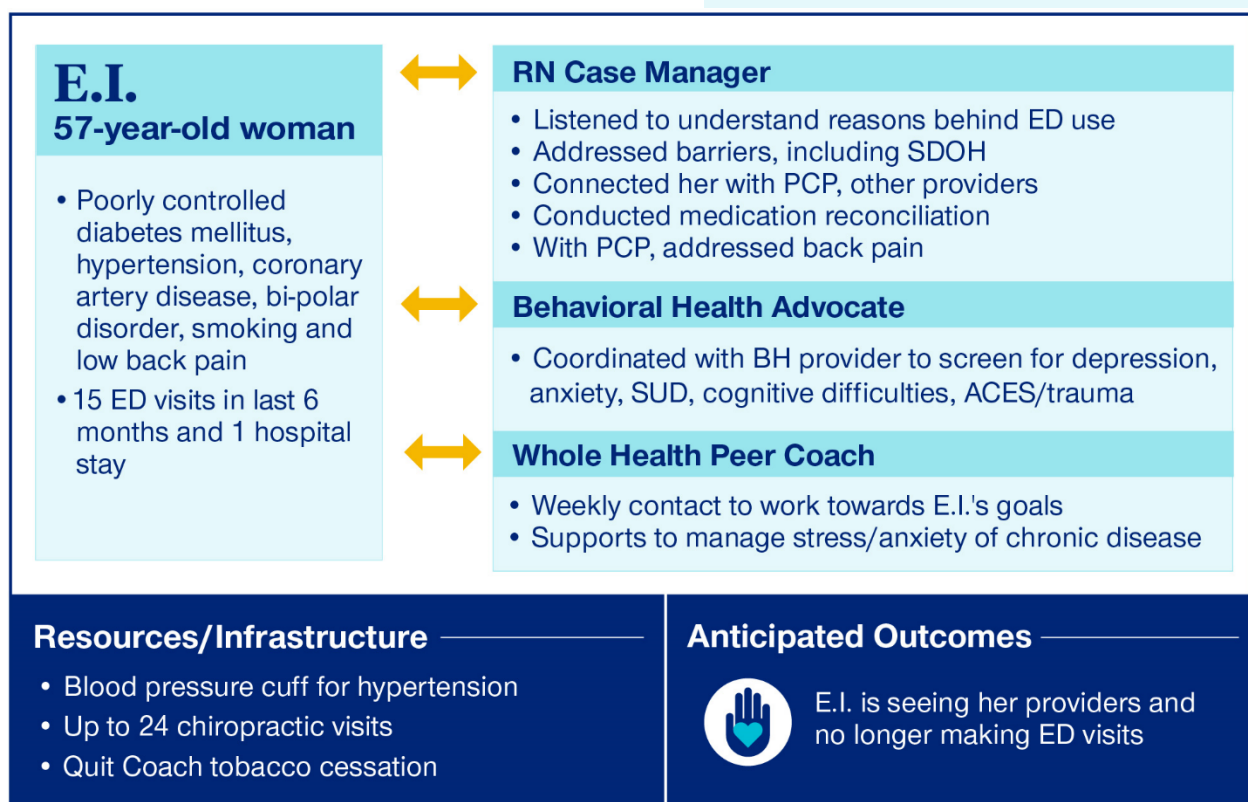 E.I.
57-year-old woman
• Poorly controlled
diabetes mellitus,
hypertension, coronary
artery disease, bi-polar
disorder, smoking and
low back pain
• 15 ED visits in last 6
months and 1 hospital
stay
RN Case Manager
• Listened to understand reasons behind ED use
• Addressed barriers, including SDOH
• Connected her with PCP, other providers
• Conducted medication reconciliation
• With PCP, addressed back pain
Behavioral Health Advocate
• Coordinated with BH provider to screen for depression,
anxiety, SUD, cognitive difficulties, ACES/trauma
Whole Health Peer Coach
• Weekly contact to work towards E.I.'s goals
• Supports to manage stress/anxiety of chronic disease
Resources/Infrastructure
• Blood pressure cuff for hypertension
• Up to 24 chiropractic visits
• Quit Coach tobacco cessation
Anticipated Outcomes
E.I. is seeing her providers and
no longer making ED visits